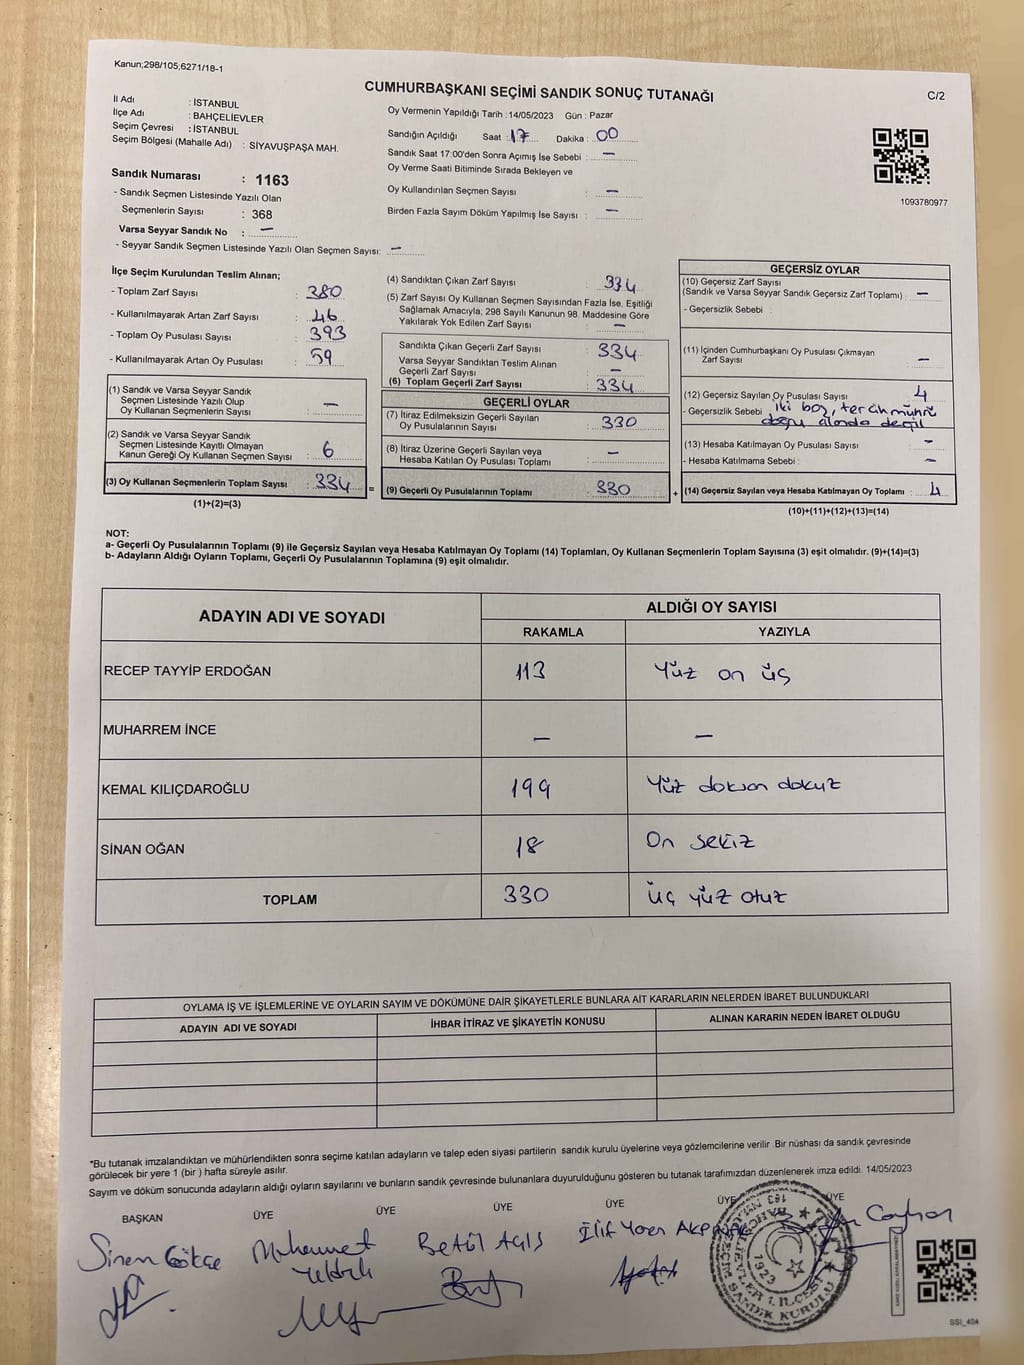 Kanun;298/105;6271/18-1
CUMHURBAŞKANI SEÇİMİ SANDIK SONUÇ TUTANAĞI
C/2
İl Adı : İSTANBUL
İlçe Adı : BAHÇELİEVLER
Seçim Çevresi : İSTANBUL
Seçim Bölgesi (Mahalle Adı) : SİYAVUŞPAŞA MAH.
Sandık Numarası : 1163
- Sandık Seçmen Listesinde Yazılı Olan
Seçmenlerin Sayısı : 368
Varsa Seyyar Sandık No : —
- Seyyar Sandık Seçmen Listesinde Yazılı Olan Seçmen Sayısı: —
Oy Vermenin Yapıldığı Tarih : 14/05/2023 Gün : Pazar
Sandığın Açıldığı Saat : 17 Dakika : 00
Sandık Saat 17:00'den Sonra Açımış İse Sebebi : —
Oy Verme Saati Bitiminde Sırada Bekleyen ve
Oy Kullandırılan Seçmen Sayısı : —
Birden Fazla Sayım Döküm Yapılmış İse Sayısı : —
1093780977
İlçe Seçim Kurulundan Teslim Alınan;
- Toplam Zarf Sayısı : 380
- Kullanılmayarak Artan Zarf Sayısı : 46
- Toplam Oy Pusulası Sayısı : 393
- Kullanılmayarak Artan Oy Pusulası : 59
(1) Sandık ve Varsa Seyyar Sandık
Seçmen Listesinde Yazılı Olup
Oy Kullanan Seçmenlerin Sayısı : —
(2) Sandık ve Varsa Seyyar Sandık
Seçmen Listesinde Kayıtlı Olmayan
Kanun Gereği Oy Kullanan Seçmen Sayısı : 6
(3) Oy Kullanan Seçmenlerin Toplam Sayısı : 334 =
(1)+(2)=(3)
(4) Sandıktan Çıkan Zarf Sayısı : 334
(5) Zarf Sayısı Oy Kullanan Seçmen Sayısından Fazla İse, Eşitliği
Sağlamak Amacıyla, 298 Sayılı Kanunun 98. Maddesine Göre
Yakılarak Yok Edilen Zarf Sayısı : —
Sandıkta Çıkan Geçerli Zarf Sayısı : 334
Varsa Seyyar Sandıktan Teslim Alınan
Geçerli Zarf Sayısı : —
(6) Toplam Geçerli Zarf Sayısı : 334
GEÇERLİ OYLAR
(7) İtiraz Edilmeksizin Geçerli Sayılan
Oy Pusulalarının Sayısı : 330
(8) İtiraz Üzerine Geçerli Sayılan veya
Hesaba Katılan Oy Pusulası Toplamı : —
(9) Geçerli Oy Pusulalarının Toplamı : 330 +
GEÇERSİZ OYLAR
(10) Geçersiz Zarf Sayısı
(Sandık ve Varsa Seyyar Sandık Geçersiz Zarf Toplamı) : —
- Geçersizlik Sebebi :
(11) İçinden Cumhurbaşkanı Oy Pusulası Çıkmayan
Zarf Sayısı : —
(12) Geçersiz Sayılan Oy Pusulası Sayısı : 4
- Geçersizlik Sebebi : iki boş, tercih mührü
doğru alanda değil
(13) Hesaba Katılmayan Oy Pusulası Sayısı : —
- Hesaba Katılmama Sebebi : —
(14) Geçersiz Sayılan veya Hesaba Katılmayan Oy Toplamı : 4
(10)+(11)+(12)+(13)=(14)
NOT:
a- Geçerli Oy Pusulalarının Toplamı (9) ile Geçersiz Sayılan veya Hesaba Katılmayan Oy Toplamı (14) Toplamları, Oy Kullanan Seçmenlerin Toplam Sayısına (3) eşit olmalıdır. (9)+(14)=(3)
b- Adayların Aldığı Oyların Toplamı, Geçerli Oy Pusulalarının Toplamına (9) eşit olmalıdır.
ADAYIN ADI VE SOYADI
ALDIĞI OY SAYISI
RAKAMLA YAZIYLA
RECEP TAYYİP ERDOĞAN 113 Yüz on üç
MUHARREM İNCE — —
KEMAL KILIÇDAROĞLU 199 Yüz doksan dokuz
SİNAN OĞAN 18 On sekiz
TOPLAM 330 üç yüz otuz
OYLAMA İŞ VE İŞLEMLERİNE VE OYLARIN SAYIM VE DÖKÜMÜNE DAİR ŞİKAYETLERLE BUNLARA AİT KARARLARIN NELERDEN İBARET BULUNDUKLARI
ADAYIN ADI VE SOYADI İHBAR İTİRAZ VE ŞİKAYETİN KONUSU ALINAN KARARIN NEDEN İBARET OLDUĞU
*Bu tutanak imzalandıktan ve mühürlendikten sonra seçime katılan adayların ve talep eden siyasi partilerin sandık kurulu üyelerine veya gözlemcilerine verilir. Bir nüshası da sandık çevresinde
görülecek bir yere 1 (bir ) hafta süreyle asılır.
Sayım ve döküm sonucunda adayların aldığı oyların sayılarını ve bunların sandık çevresinde bulunanlara duyurulduğunu gösteren bu tutanak tarafımızdan düzenlenerek imza edildi. 14/05/2023
BAŞKAN ÜYE ÜYE ÜYE ÜYE ÜYE ÜYE
Sinem Gökçe Muhammet Betül Açış Elif Yaren Ceyhan
BAHÇELİEVLER 1. İLÇE SEÇİM SANDIK KURULU
1923
SSI_404